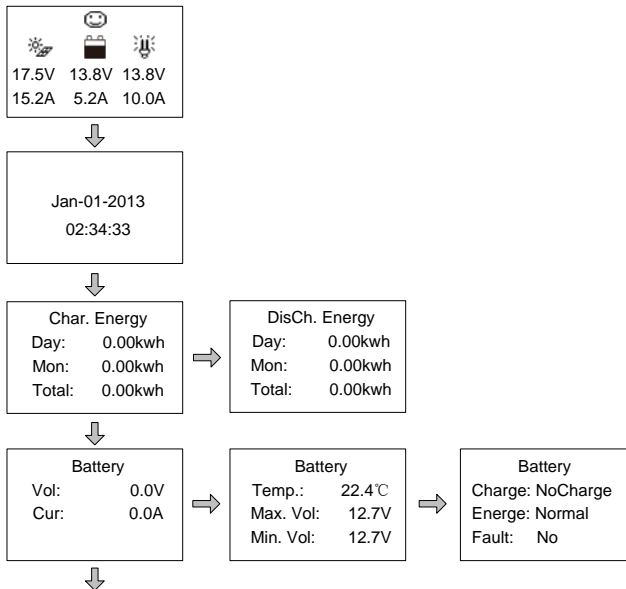 17.5V 13.8V 13.8V
15.2A 5.2A 10.0A
Jan-01-2013
02:34:33
Char. Energy
Day: 0.00kwh
Mon: 0.00kwh
Total: 0.00kwh
DisCh. Energy
Day: 0.00kwh
Mon: 0.00kwh
Total: 0.00kwh
Battery
Vol: 0.0V
Cur: 0.0A
Battery
Temp.: 22.4℃
Max. Vol: 12.7V
Min. Vol: 12.7V
Battery
Charge: NoCharge
Energe: Normal
Fault: No